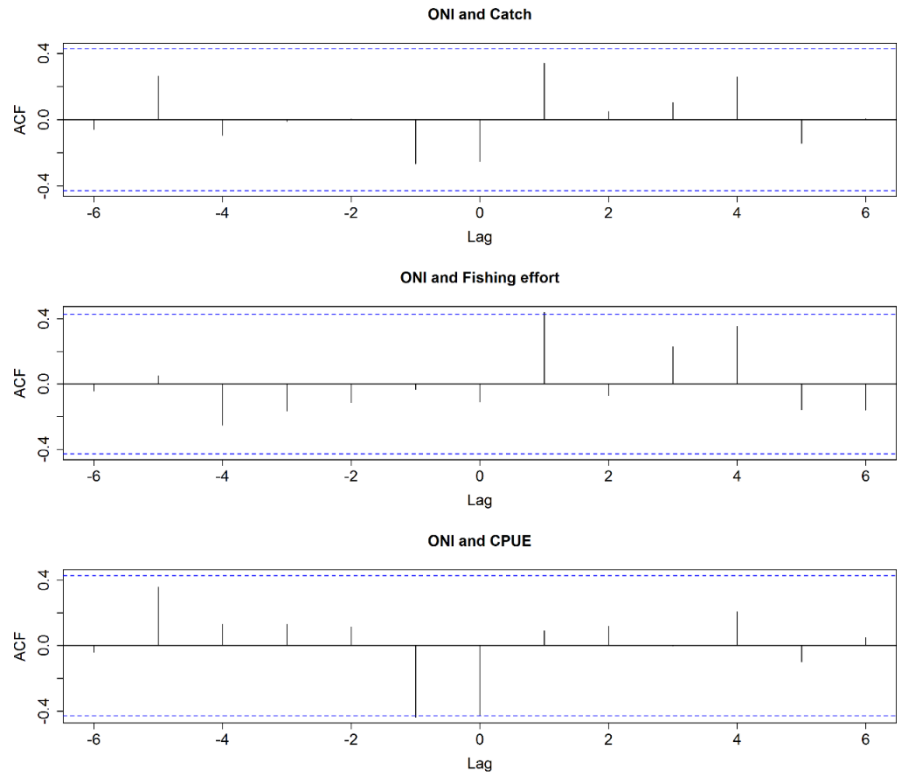 ONI and Catch
ACF
0.4
0.0
-0.4
-6 -4 -2 0 2 4 6
Lag
ONI and Fishing effort
ACF
0.4
0.0
-0.4
-6 -4 -2 0 2 4 6
Lag
ONI and CPUE
ACF
0.4
0.0
-0.4
-6 -4 -2 0 2 4 6
Lag